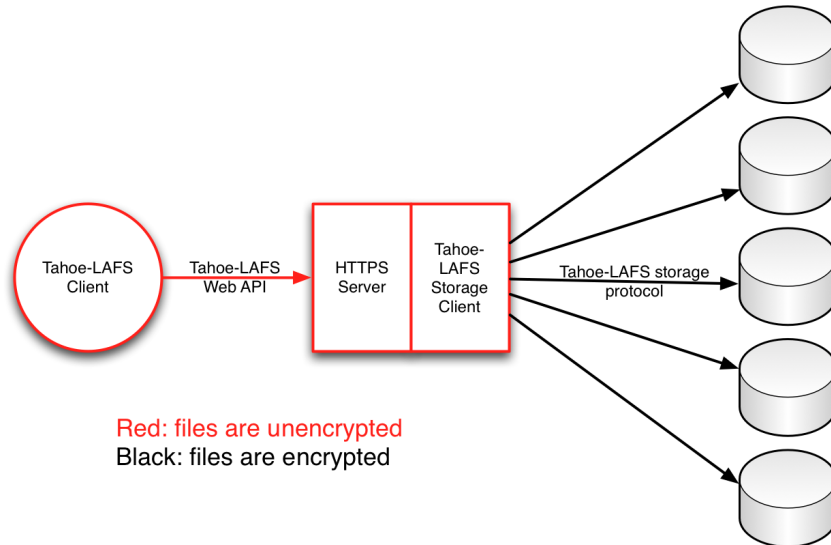 Tahoe-LAFS
Client
Tahoe-LAFS
Web API
HTTPS
Server
Tahoe-
LAFS
Storage
Client
Tahoe-LAFS storage
protocol
Red: files are unencrypted
Black: files are encrypted